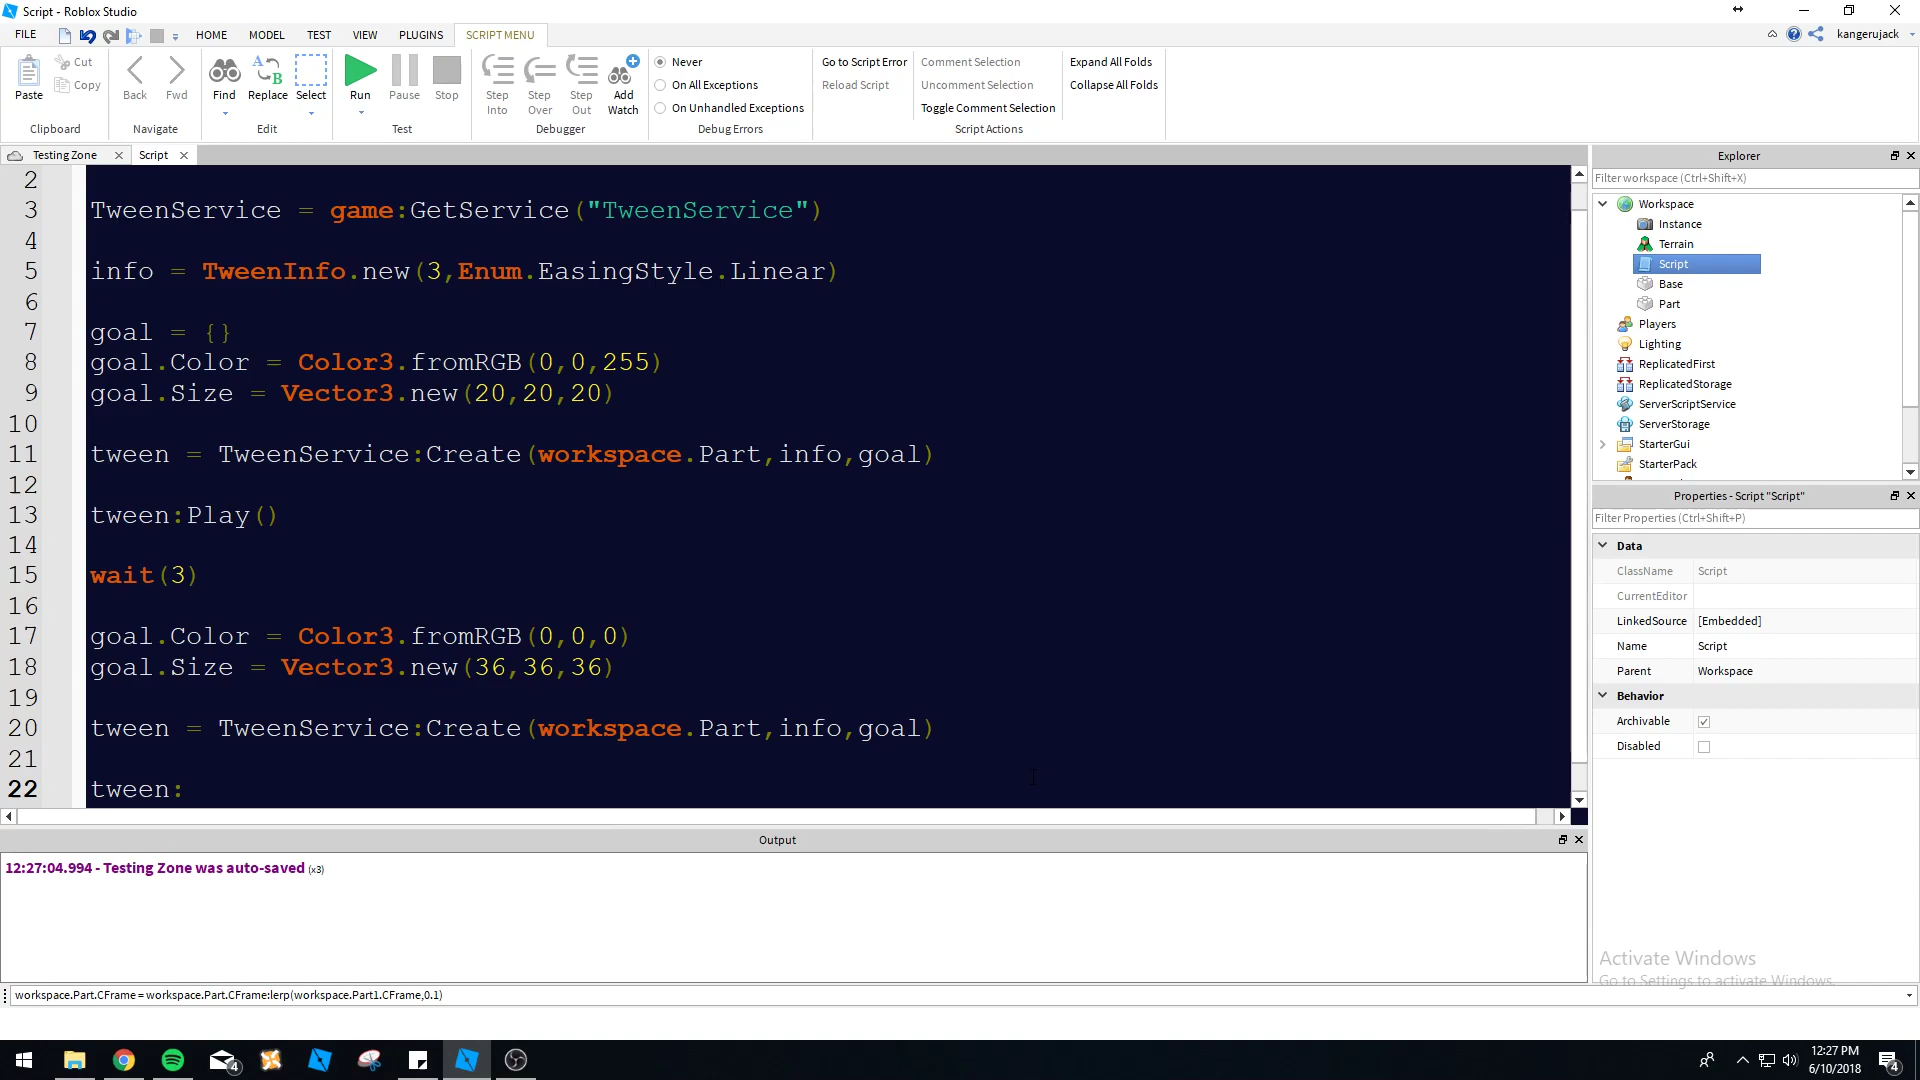 Script - Roblox Studio
FILE
HOME
MODEL
TEST
VIEW
PLUGINS
SCRIPT MENU
kangerujack
Paste
Cut
Copy
Clipboard
Back
Fwd
Navigate
Find
Replace
Select
Edit
Run
Pause
Stop
Test
Step Into
Step Over
Step Out
Add Watch
Debugger
Never
On All Exceptions
On Unhandled Exceptions
Debug Errors
Go to Script Error
Reload Script
Comment Selection
Uncomment Selection
Toggle Comment Selection
Script Actions
Expand All Folds
Collapse All Folds
Testing Zone
Script
2
3 TweenService = game:GetService("TweenService")
4
5 info = TweenInfo.new(3,Enum.EasingStyle.Linear)
6
7 goal = {}
8 goal.Color = Color3.fromRGB(0,0,255)
9 goal.Size = Vector3.new(20,20,20)
10
11 tween = TweenService:Create(workspace.Part,info,goal)
12
13 tween:Play()
14
15 wait(3)
16
17 goal.Color = Color3.fromRGB(0,0,0)
18 goal.Size = Vector3.new(36,36,36)
19
20 tween = TweenService:Create(workspace.Part,info,goal)
21
22 tween:
Explorer
Filter workspace (Ctrl+Shift+X)
Workspace
Instance
Terrain
Script
Base
Part
Players
Lighting
ReplicatedFirst
ReplicatedStorage
ServerScriptService
ServerStorage
StarterGui
StarterPack
Properties - Script "Script"
Filter Properties (Ctrl+Shift+P)
Data
ClassName Script
CurrentEditor
LinkedSource [Embedded]
Name Script
Parent Workspace
Behavior
Archivable
Disabled
Output
12:27:04.994 - Testing Zone was auto-saved (x3)
Activate Windows
Go to Settings to activate Windows.
workspace.Part.CFrame = workspace.Part.CFrame:lerp(workspace.Part1.CFrame,0.1)
4
12:27 PM
6/10/2018
4